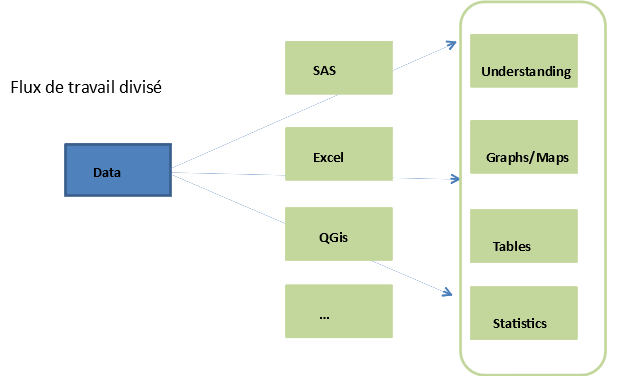 Flux de travail divisé
Data
SAS
Excel
QGis
...
Understanding
Graphs/Maps
Tables
Statistics